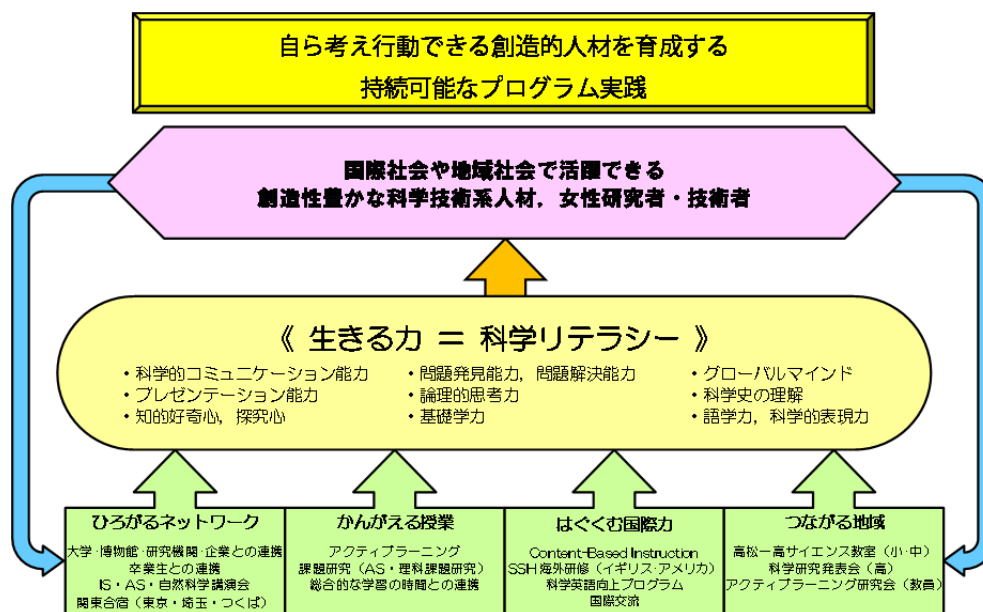 自ら考え行動できる創造的人材を育成する
持続可能なプログラム実践
国際社会や地域社会で活躍できる
創造性豊かな科学技術系人材，女性研究者・技術者
《 生きる力 ＝ 科学リテラシー 》
・科学的コミュニケーション能力
・プレゼンテーション能力
・知的好奇心，探究心
・問題発見能力，問題解決能力
・論理的思考力
・基礎学力
・グローバルマインド
・科学史の理解
・語学力，科学的表現力
ひろがるネットワーク
大学・博物館・研究機関・企業との連携
卒業生との連携
IS・AS・自然科学講演会
関東合宿（東京・埼玉・つくば）
かんがえる授業
アクティブラーニング
課題研究（AS・理科課題研究）
総合的な学習の時間との連携
はぐくむ国際力
Content-Based Instruction
SSH海外研修（イギリス・アメリカ）
科学英語向上プログラム
国際交流
つながる地域
高松一高サイエンス教室（小・中）
科学研究発表会（高）
アクティブラーニング研究会（教員）